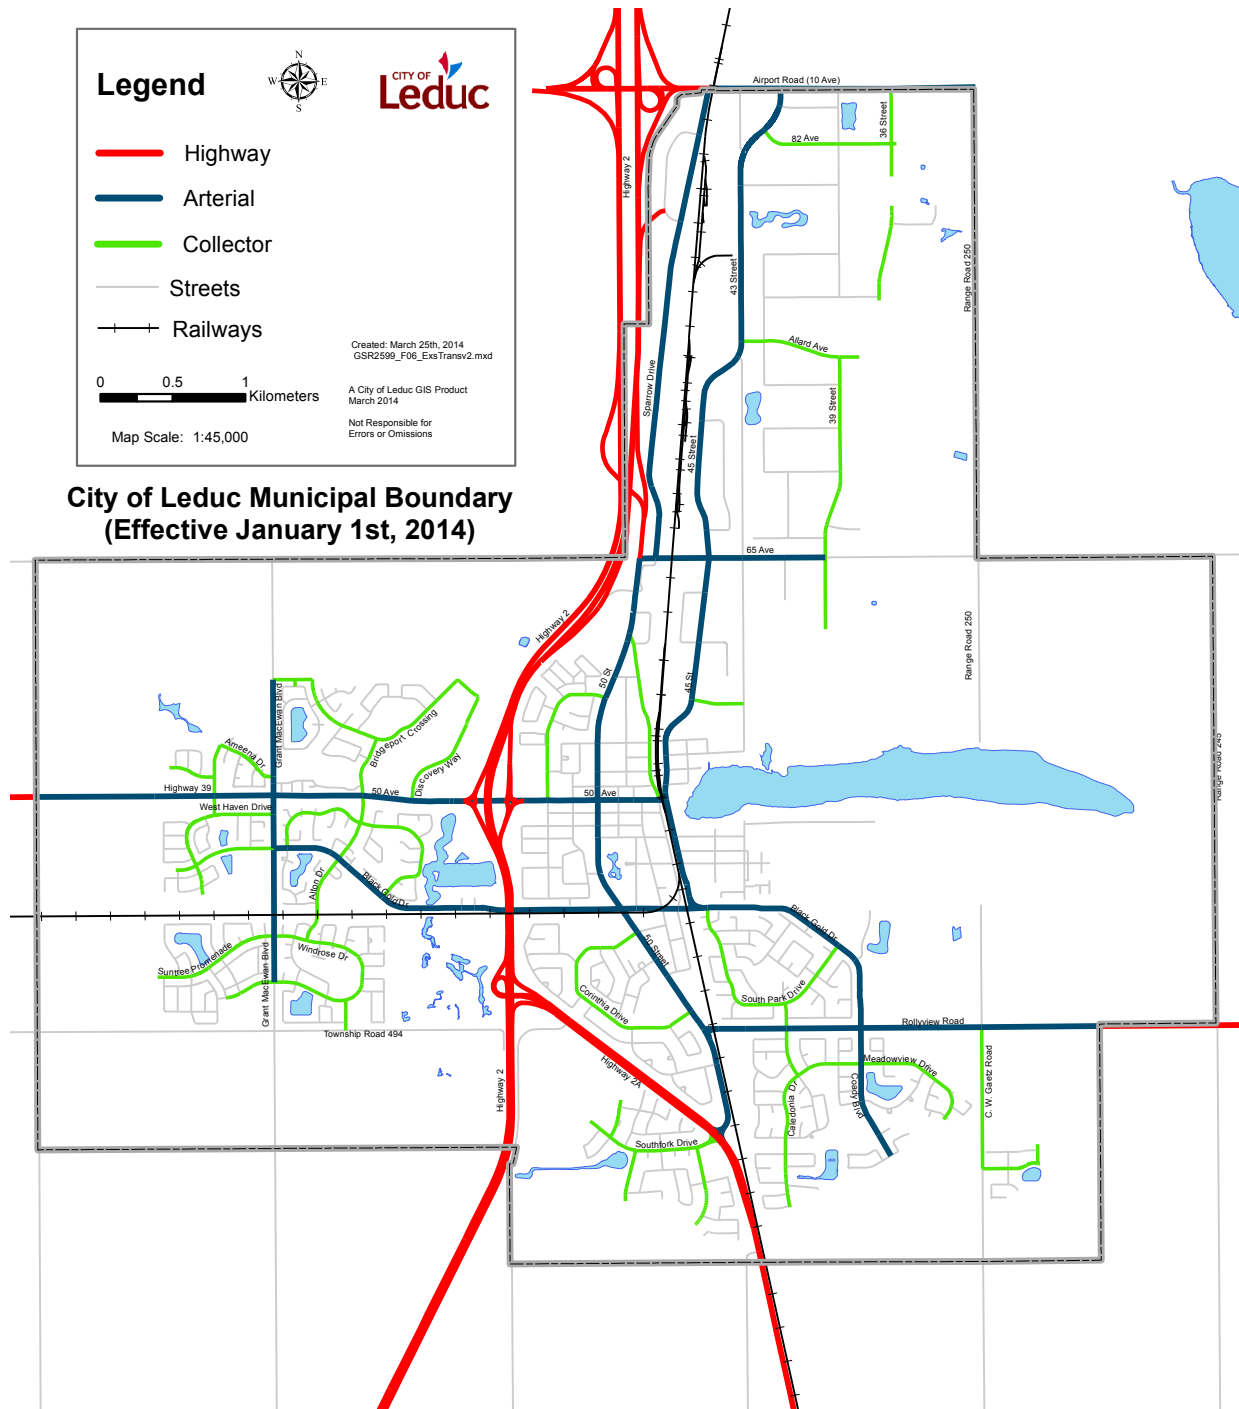 Legend
N
W
E
S
CITY OF
Leduc
Highway
Arterial
Collector
Streets
Railways
Created: March 25th, 2014
GSR2599_F06_ExsTransv2.mxd
0 0.5 1
Kilometers
A City of Leduc GIS Product
March 2014
Map Scale: 1:45,000
Not Responsible for
Errors or Omissions
City of Leduc Municipal Boundary
(Effective January 1st, 2014)
Airport Road (10 Ave)
36 Street
82 Ave
Highway 2
Range Road 250
43 Street
Allard Ave
Sparrow Drive
39 Street
45 Street
65 Ave
Highway 2
Range Road 250
50 St
45 St
Grant MacEwan Blvd
Bridgeport Crossing
Ameena Dr
Discovery Way
Range Road 245
Highway 39
50 Ave
50 Ave
West Haven Drive
Alton Dr
Black Gold Dr
Black Gold Dr
50 Street
Suntree Promenade
Windrose Dr
Grant MacEwan Blvd
Corinthia Drive
South Park Drive
Rollyview Road
Township Road 494
Highway 2
Highway 2A
Meadowview Drive
Coady Blvd
Caledonia Dr
C. W. Gaetz Road
Southfork Drive